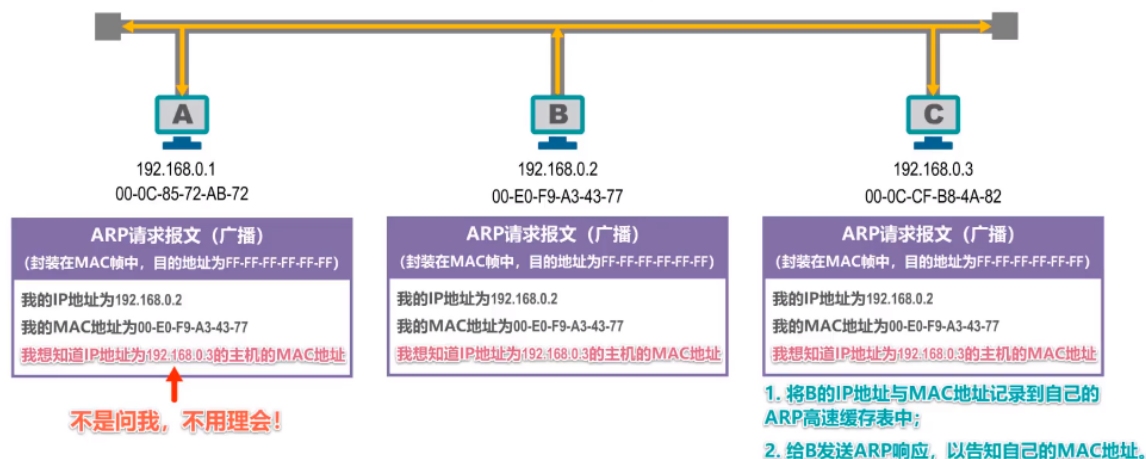 A
B
C
192.168.0.1
00-0C-85-72-AB-72
192.168.0.2
00-E0-F9-A3-43-77
192.168.0.3
00-0C-CF-B8-4A-82
ARP请求报文（广播）
（封装在MAC帧中，目的地址为FF-FF-FF-FF-FF-FF）
我的IP地址为192.168.0.2
我的MAC地址为00-E0-F9-A3-43-77
我想知道IP地址为192.168.0.3的主机的MAC地址
不是问我，不用理会！
ARP请求报文（广播）
（封装在MAC帧中，目的地址为FF-FF-FF-FF-FF-FF）
我的IP地址为192.168.0.2
我的MAC地址为00-E0-F9-A3-43-77
我想知道IP地址为192.168.0.3的主机的MAC地址
ARP请求报文（广播）
（封装在MAC帧中，目的地址为FF-FF-FF-FF-FF-FF）
我的IP地址为192.168.0.2
我的MAC地址为00-E0-F9-A3-43-77
我想知道IP地址为192.168.0.3的主机的MAC地址
1. 将B的IP地址与MAC地址记录到自己的
ARP高速缓存表中；
2. 给B发送ARP响应，以告知自己的MAC地址。